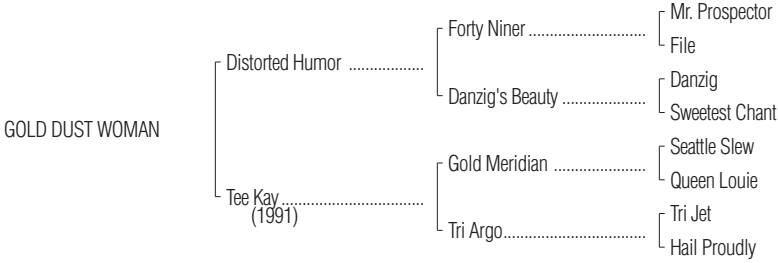 Mr. Prospector
Forty Niner ............................
File
Distorted Humor ..................
Danzig
Danzig's Beauty ....................
Sweetest Chant
GOLD DUST WOMAN
Seattle Slew
Gold Meridian ......................
Queen Louie
Tee Kay ..................................
(1991)
Tri Jet
Tri Argo..................................
Hail Proudly